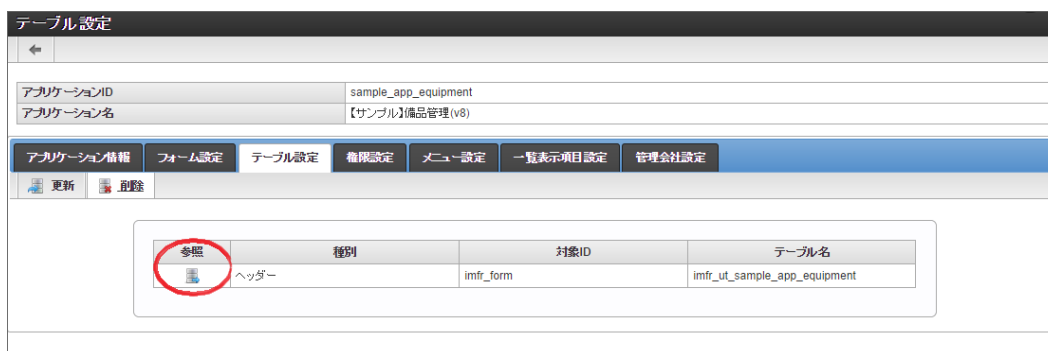 テーブル設定
アプリケーションID sample_app_equipment
アプリケーション名 【サンプル】備品管理(v8)
アプリケーション情報 フォーム設定 テーブル設定 権限設定 メニュー設定 一覧表示項目設定 管理会社設定
更新 削除
参照 種別 対象ID テーブル名
ヘッダー imfr_form imfr_ut_sample_app_equipment